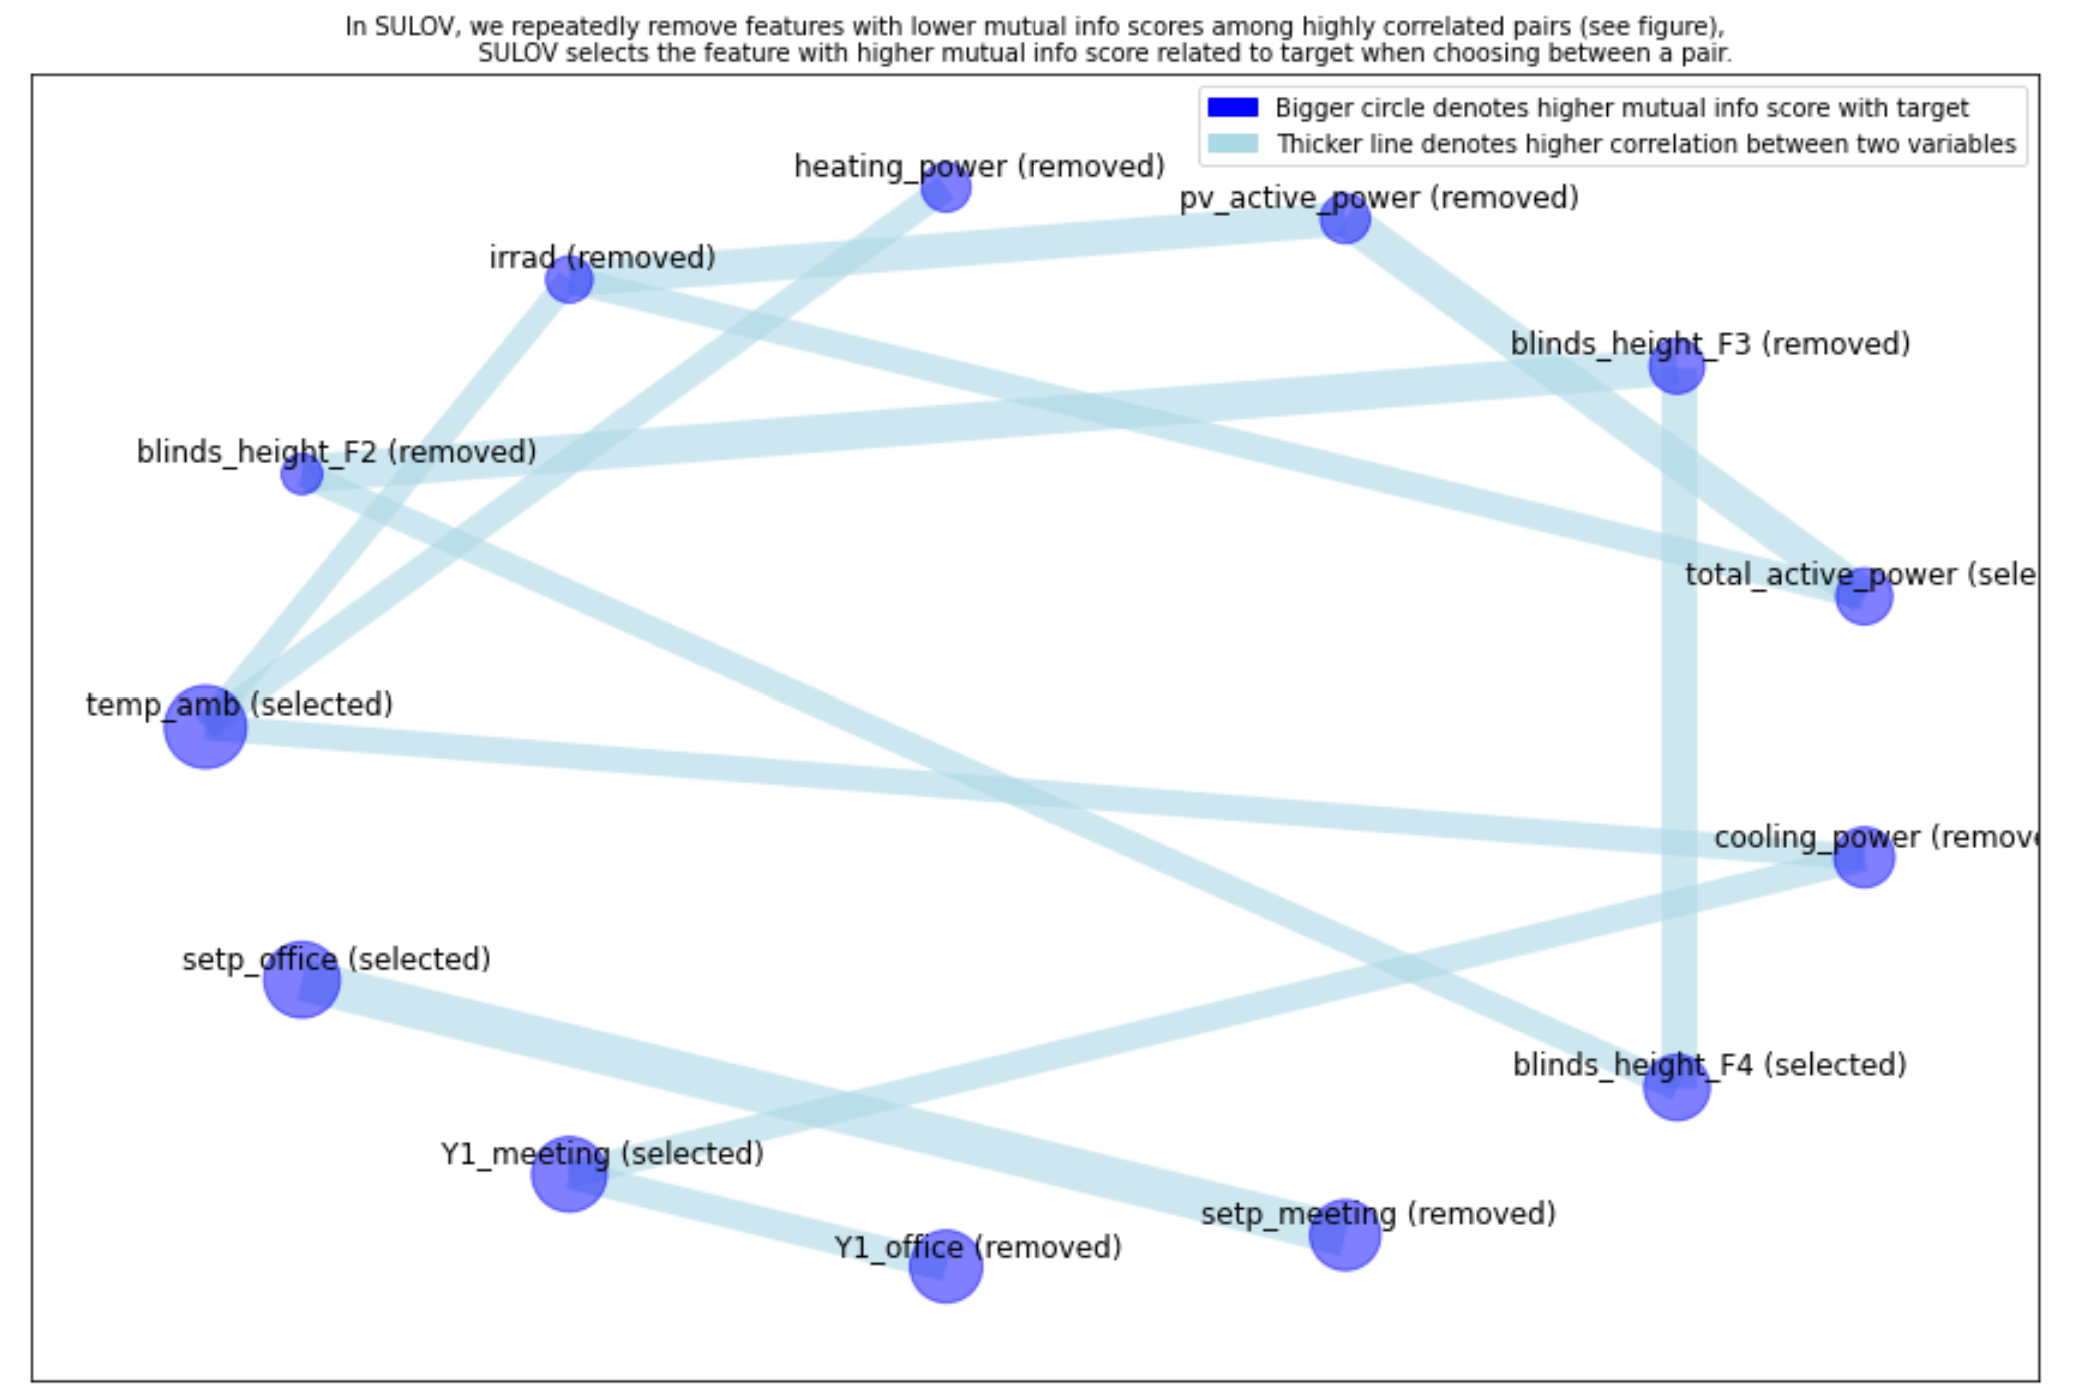 In SULOV, we repeatedly remove features with lower mutual info scores among highly correlated pairs (see figure),
SULOV selects the feature with higher mutual info score related to target when choosing between a pair.
Bigger circle denotes higher mutual info score with target
Thicker line denotes higher correlation between two variables
heating_power (removed)
pv_active_power (removed)
irrad (removed)
blinds_height_F3 (removed)
blinds_height_F2 (removed)
total_active_power (sele
temp_amb (selected)
cooling_power (remove
setp_office (selected)
blinds_height_F4 (selected)
Y1_meeting (selected)
setp_meeting (removed)
Y1_office (removed)